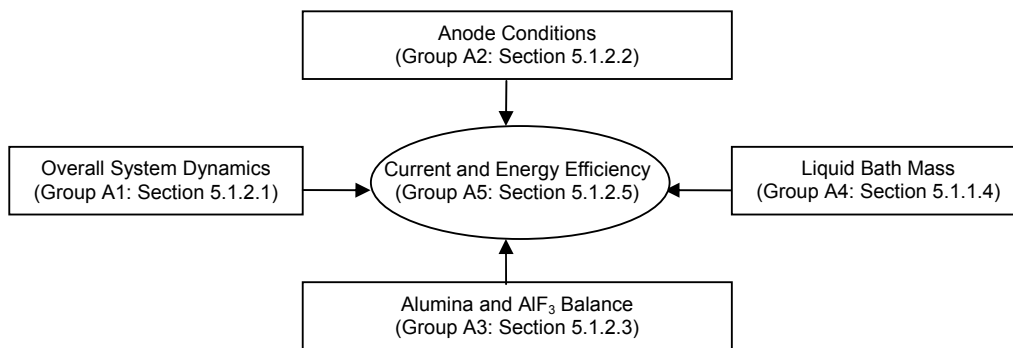 Anode Conditions
(Group A2: Section 5.1.2.2)
Overall System Dynamics
(Group A1: Section 5.1.2.1)
Current and Energy Efficiency
(Group A5: Section 5.1.2.5)
Liquid Bath Mass
(Group A4: Section 5.1.1.4)
Alumina and AlF₃ Balance
(Group A3: Section 5.1.2.3)